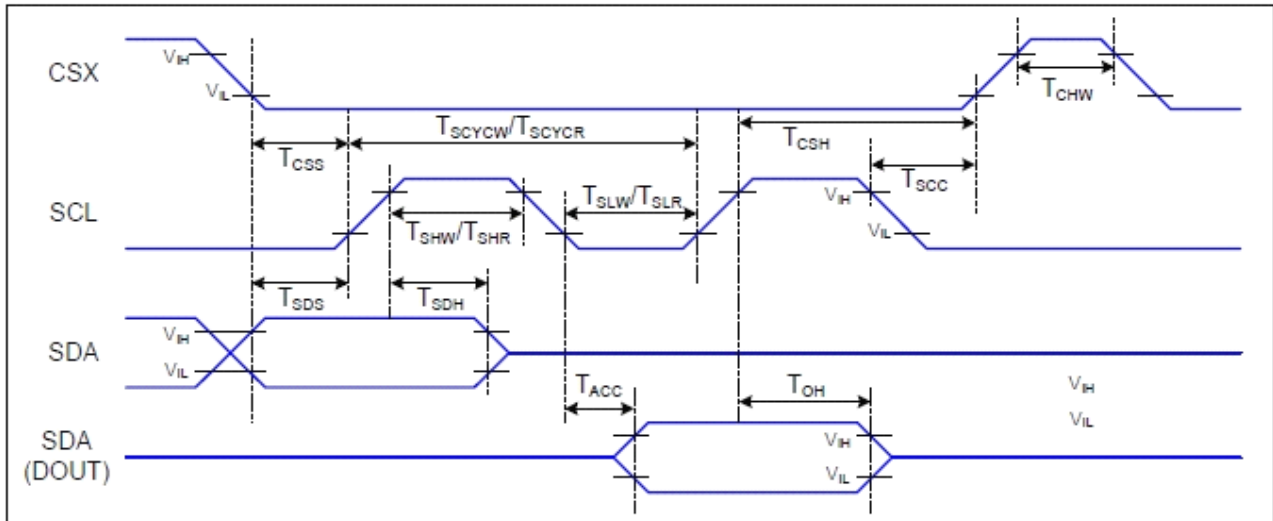 CSX
VIH
VIL
TCHW
TSCYCW/TSCYCR
TCSS
TCSH
TSCC
SCL
TSLW/TSLR
VIH
TSHW/TSHR
VIL
TSDS
TSDH
SDA
VIH
VIL
TACC
TOH
VIH
VIL
SDA
(DOUT)
VIH
VIL